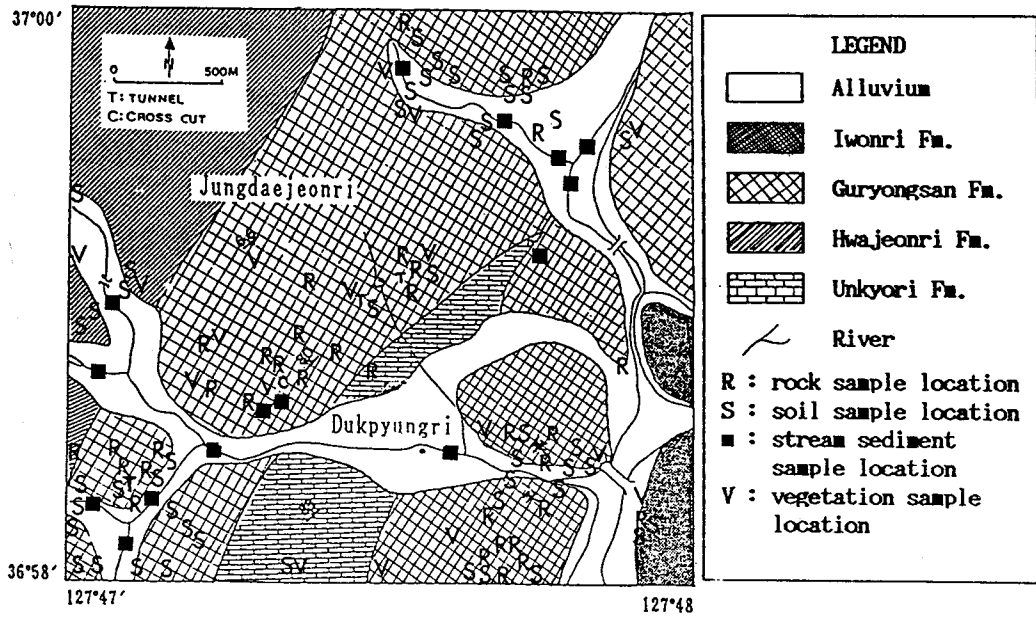 37°00′
N
0 500M
T: TUNNEL
C: CROSS CUT
Jungdaejeonri
Dukpyungri
36°58′
127°47′
127°48
LEGEND
Alluvium
Iwonri Fm.
Guryongsan Fm.
Hwajeonri Fm.
Unkyori Fm.
River
R : rock sample location
S : soil sample location
■ : stream sediment
sample location
V : vegetation sample
location